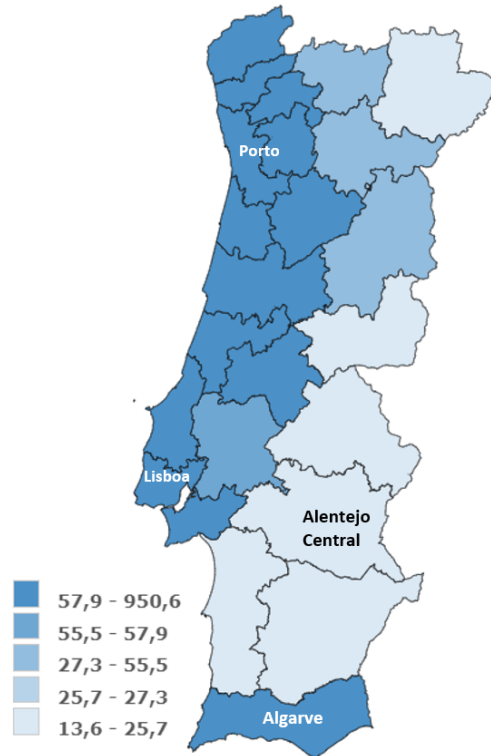 Porto
Lisboa
Alentejo
Central
57,9 - 950,6
55,5 - 57,9
27,3 - 55,5
25,7 - 27,3
13,6 - 25,7
Algarve